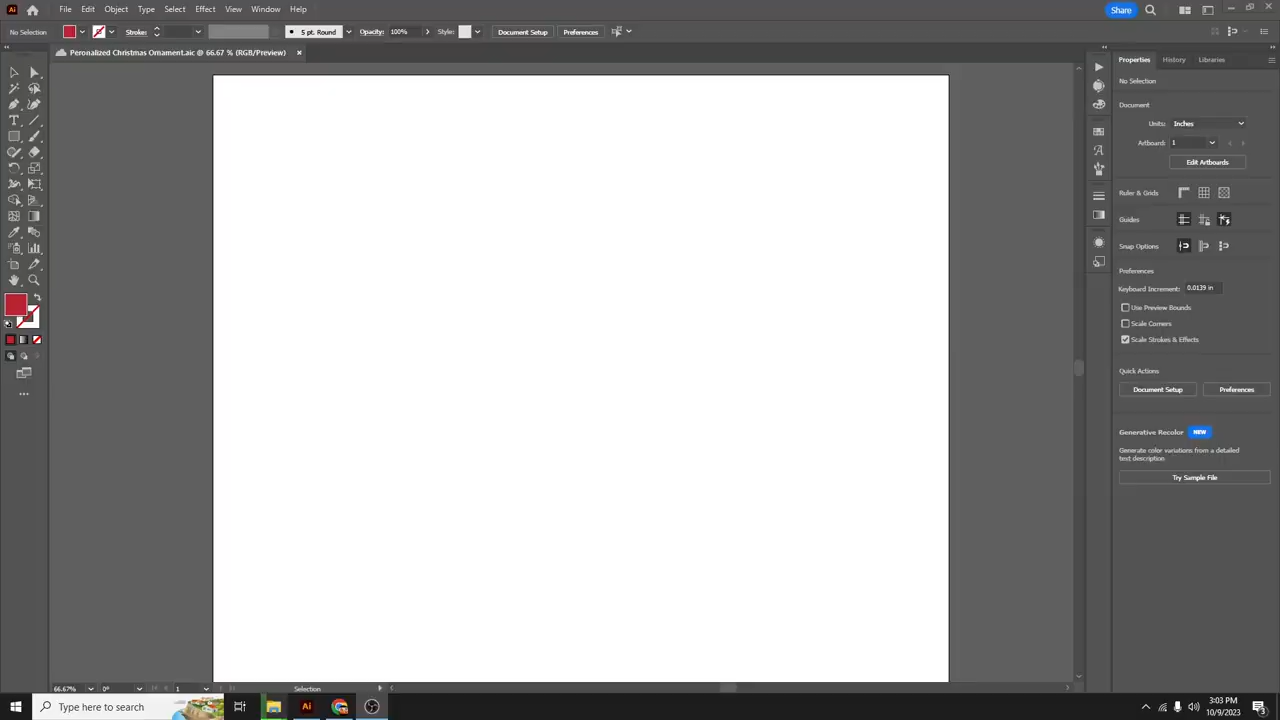 Ai File Edit Object Type Select Effect View Window Help Share
No Selection Stroke: 5 pt. Round Opacity: 100% Style: Document Setup Preferences
Peronalized Christmas Ornament.aic @ 66.67 % (RGB/Preview)
Properties History Libraries
No Selection
Document
Units: Inches
Artboard: 1
Edit Artboards
Ruler & Grids
Guides
Snap Options
Preferences
Keyboard Increment: 0.0139 in
Use Preview Bounds
Scale Corners
Scale Strokes & Effects
Quick Actions
Document Setup Preferences
Generative Recolor NEW
Generate color variations from a detailed
text description
Try Sample File
66.67% 0° 1 Selection
Type here to search Ai
3:03 PM
10/9/2023